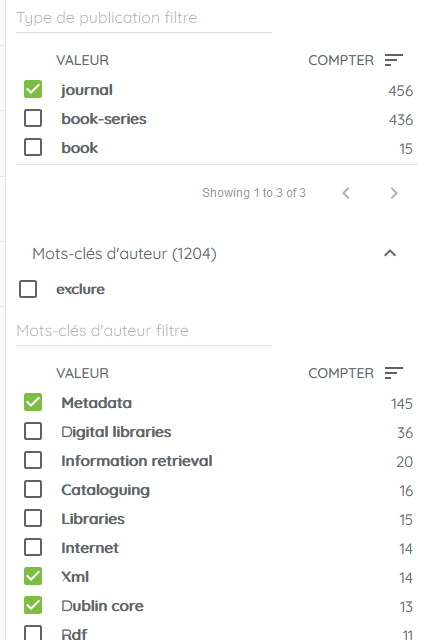 Type de publication filtre
VALEUR COMPTER
journal 456
book-series 436
book 15
Showing 1 to 3 of 3
Mots-clés d'auteur (1204)
exclure
Mots-clés d'auteur filtre
VALEUR COMPTER
Metadata 145
Digital libraries 36
Information retrieval 20
Cataloguing 16
Libraries 15
Internet 14
Xml 14
Dublin core 13
Rdf 11